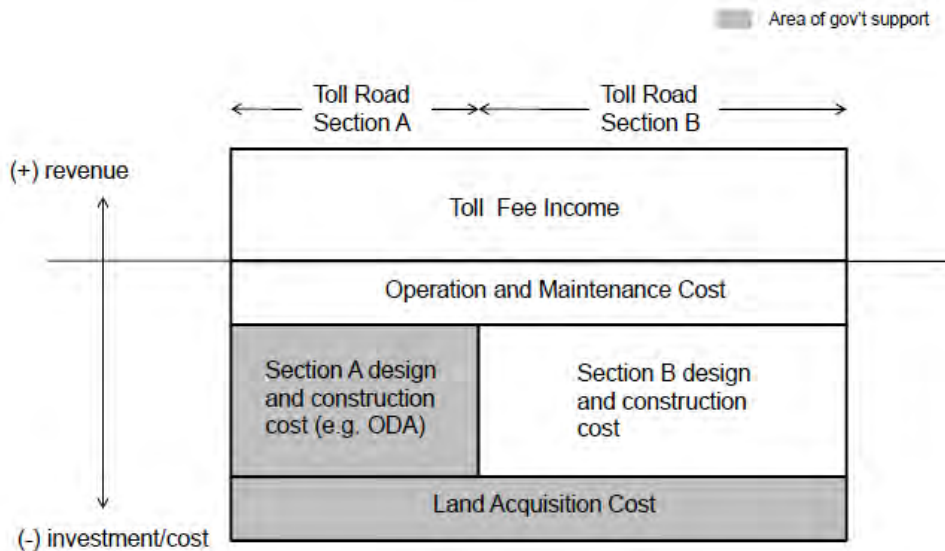 Area of gov't support
Toll Road
Section A
Toll Road
Section B
(+) revenue
Toll Fee Income
Operation and Maintenance Cost
Section A design
and construction
cost (e.g. ODA)
Section B design
and construction
cost
Land Acquisition Cost
(-) investment/cost